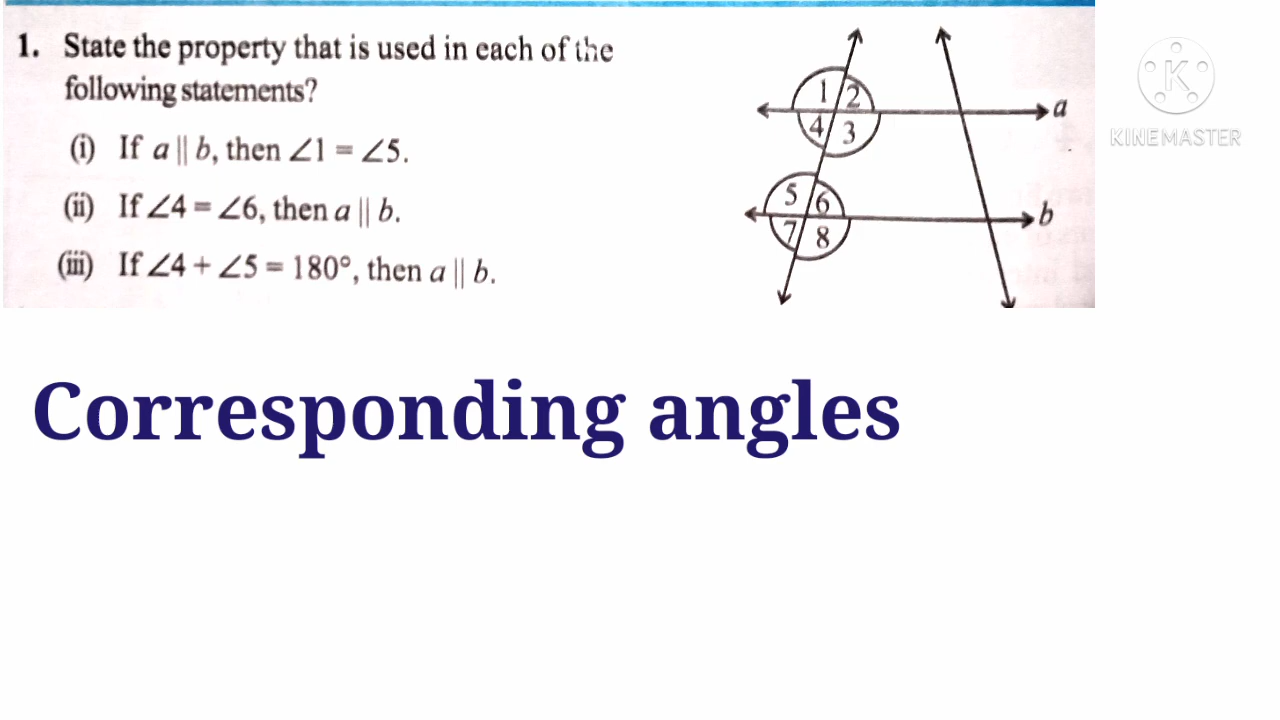 1. State the property that is used in each of the
following statements?
(i) If a || b, then ∠1 = ∠5.
(ii) If ∠4 = ∠6, then a || b.
(iii) If ∠4 + ∠5 = 180°, then a || b.
1 2
4 3
a
5 6
7 8
b
KINEMASTER
Corresponding angles